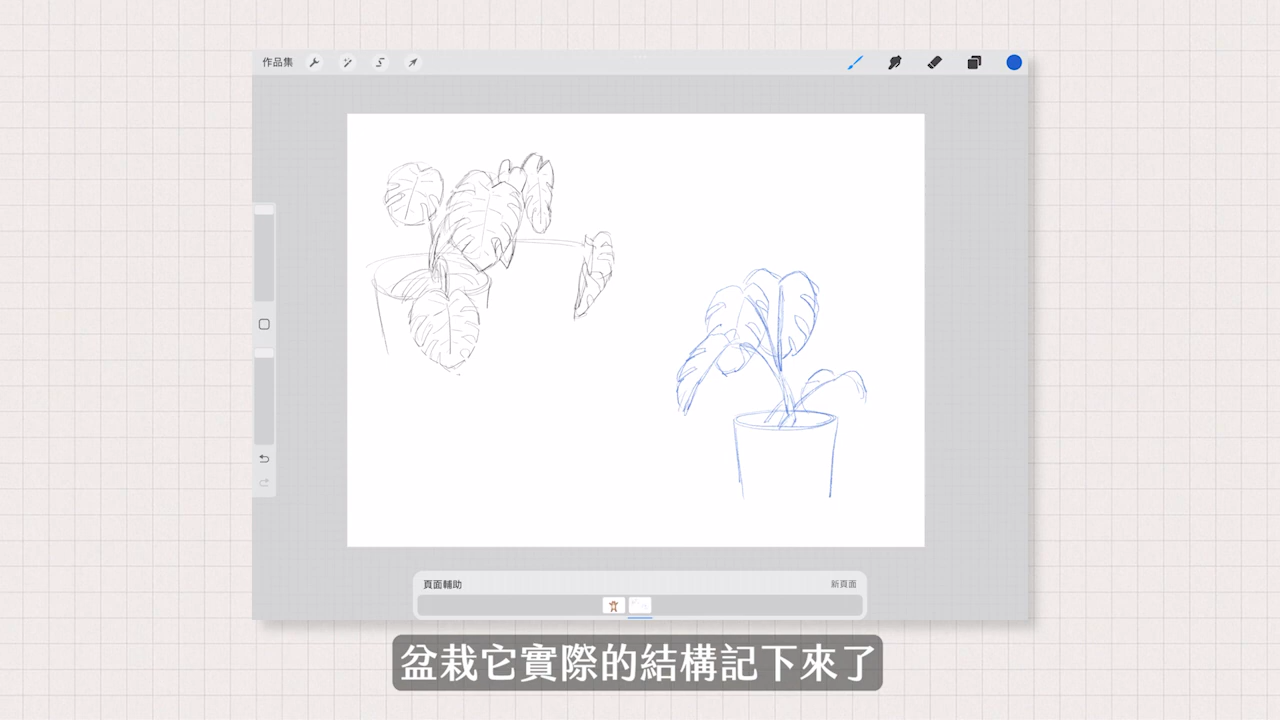 作品集
頁面輔助
新頁面
盆栽它實際的結構記下來了